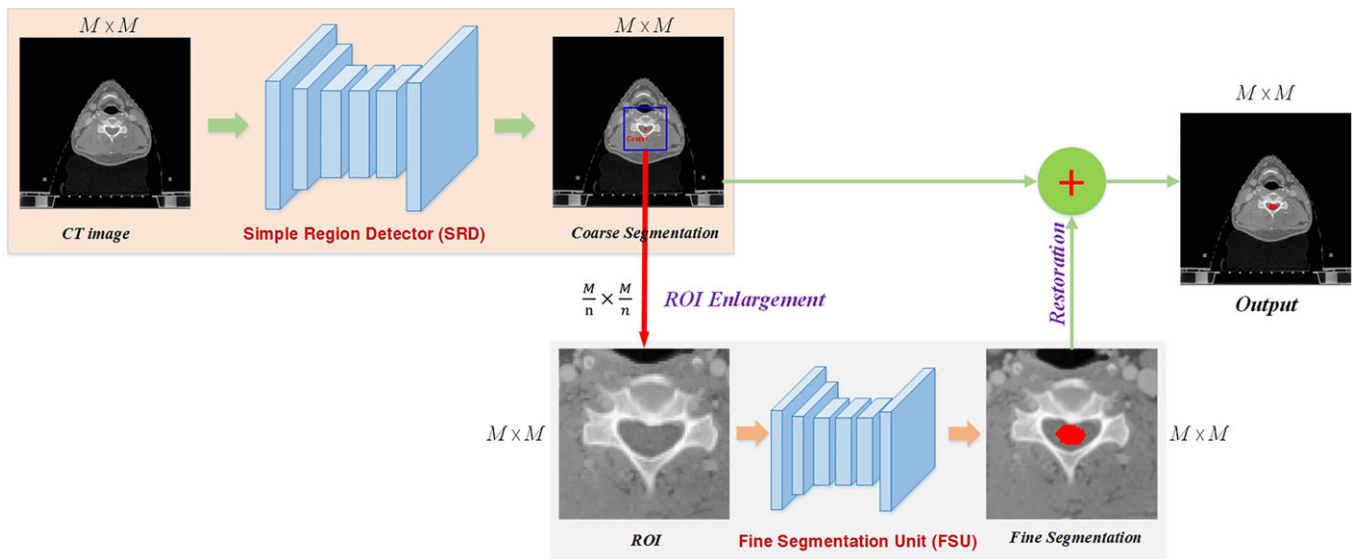 M × M
M × M
CT image
Simple Region Detector (SRD)
Center
Coarse Segmentation
M × M
+
Output
M/n × M/n
ROI Enlargement
Restoration
M × M
ROI
Fine Segmentation Unit (FSU)
Fine Segmentation
M × M